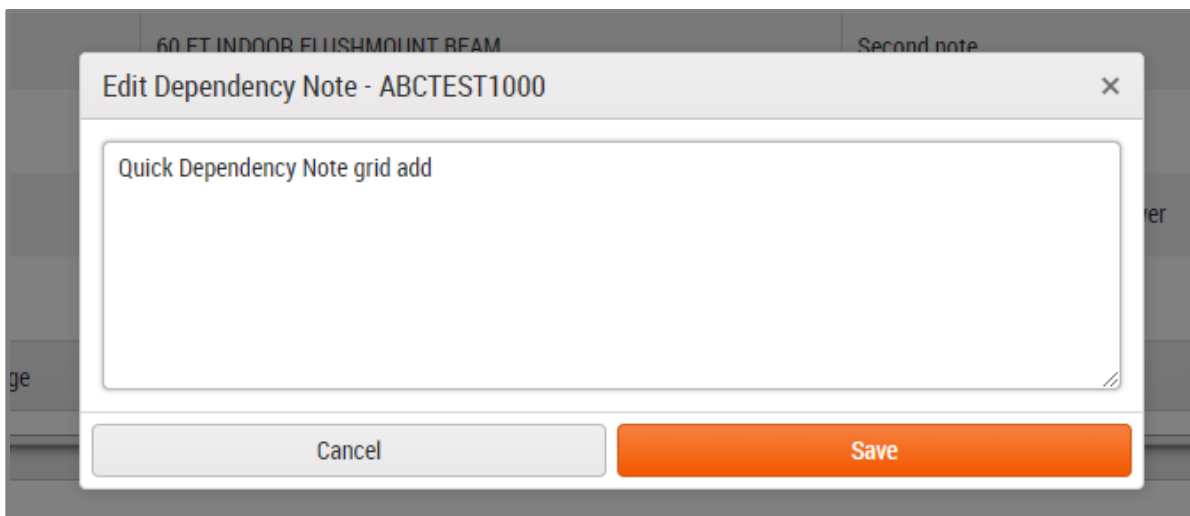 60 FT INDOOR FLUSHMOUNT BEAM
Second note
Edit Dependency Note - ABCTEST1000
×
Quick Dependency Note grid add
Cancel
Save